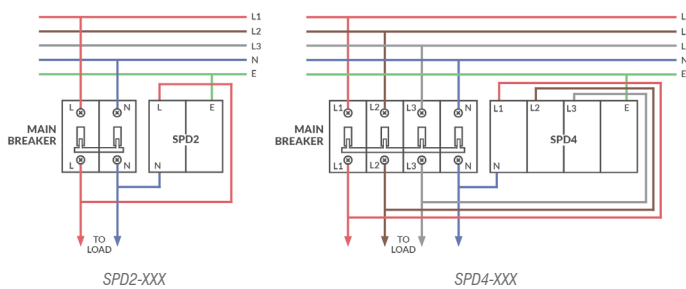 L1
L2
L3
N
E
L N
MAIN BREAKER
L N
L E
SPD2
N
TO LOAD
SPD2-XXX
L
L
L
N
E
L1 L2 L3 N
MAIN BREAKER
L1 L2 L3 N
L1 L2 L3 E
SPD4
N
TO LOAD
SPD4-XXX